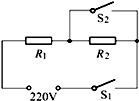 S₂
R₁ R₂
220V S₁